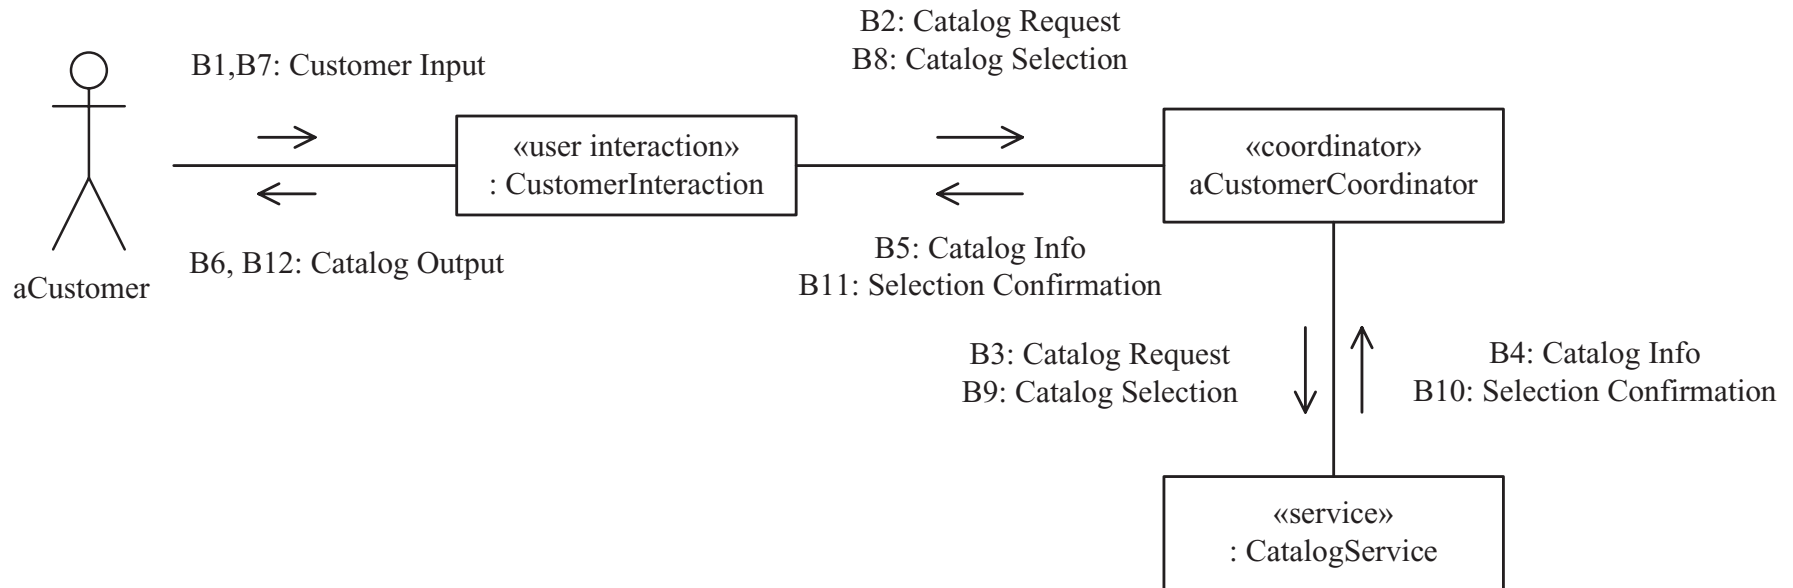 B2: Catalog Request
B8: Catalog Selection
B1,B7: Customer Input
«user interaction»
: CustomerInteraction
«coordinator»
aCustomerCoordinator
B6, B12: Catalog Output
aCustomer
B5: Catalog Info
B11: Selection Confirmation
B3: Catalog Request
B9: Catalog Selection
B4: Catalog Info
B10: Selection Confirmation
«service»
: CatalogService